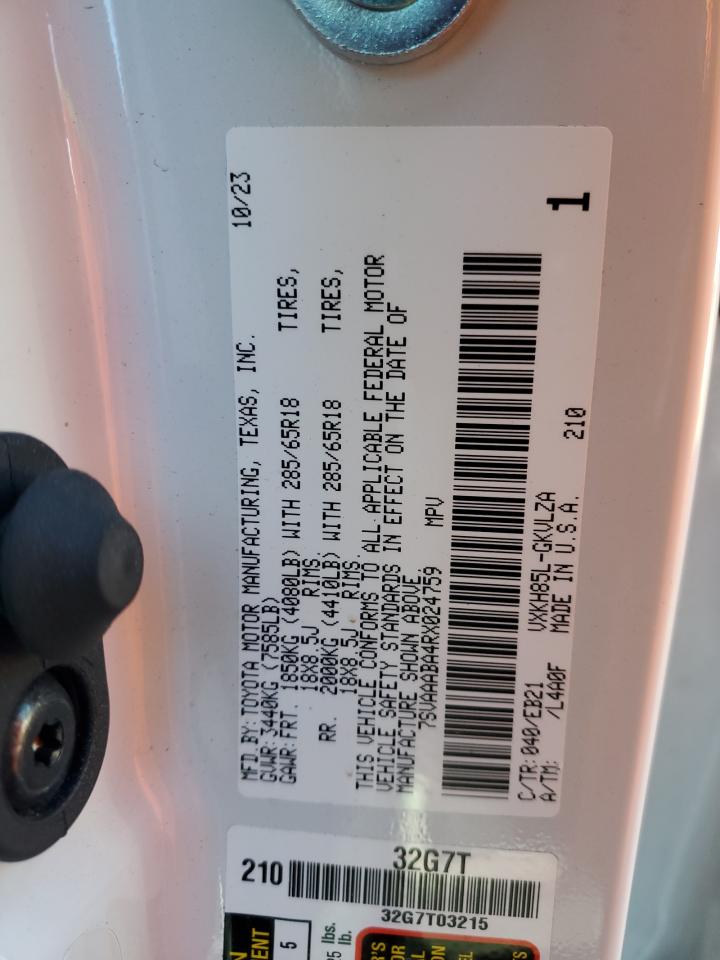 MFD.BY:TOYOTA MOTOR MANUFACTURING, TEXAS, INC. 10/23
GVWR:3440KG (7585LB)
GAWR:FRT. 1850KG (4080LB) WITH 285/65R18 TIRES,
18X8.5J RIMS
RR. 2000KG (4410LB) WITH 285/65R18 TIRES,
18X8.5J RIMS
THIS VEHICLE CONFORMS TO ALL APPLICABLE FEDERAL MOTOR
VEHICLE SAFETY STANDARDS IN EFFECT ON THE DATE OF
MANUFACTURE SHOWN ABOVE
7SVAAABA4RX024759 MPV
C/TR:040/EB21 VXKH85L-GKVLZA
A/TM: /L4A0F MADE IN U.S.A. 210
1
32G7T
210
32G7T03215
5
lbs.
lb.